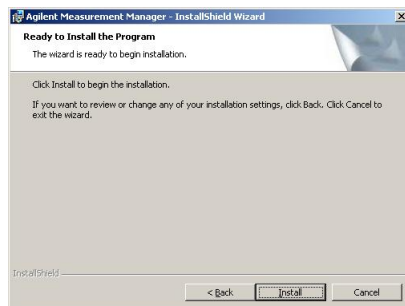 Agilent Measurement Manager - InstallShield Wizard
Ready to Install the Program
The wizard is ready to begin installation.
Click Install to begin the installation.
If you want to review or change any of your installation settings, click Back. Click Cancel to
exit the wizard.
InstallShield
< Back Install Cancel